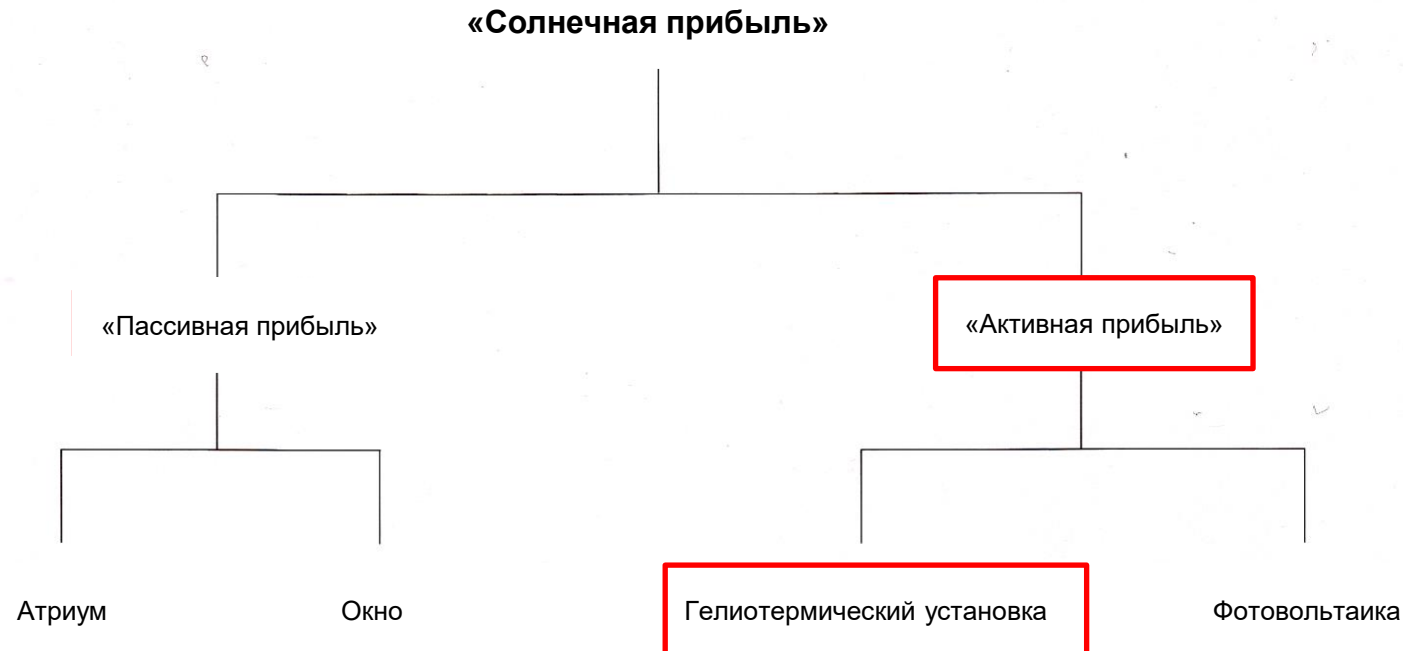 «Солнечная прибыль»
«Пассивная прибыль»
«Активная прибыль»
Атриум
Окно
Гелиотермический установка
Фотовольтаика